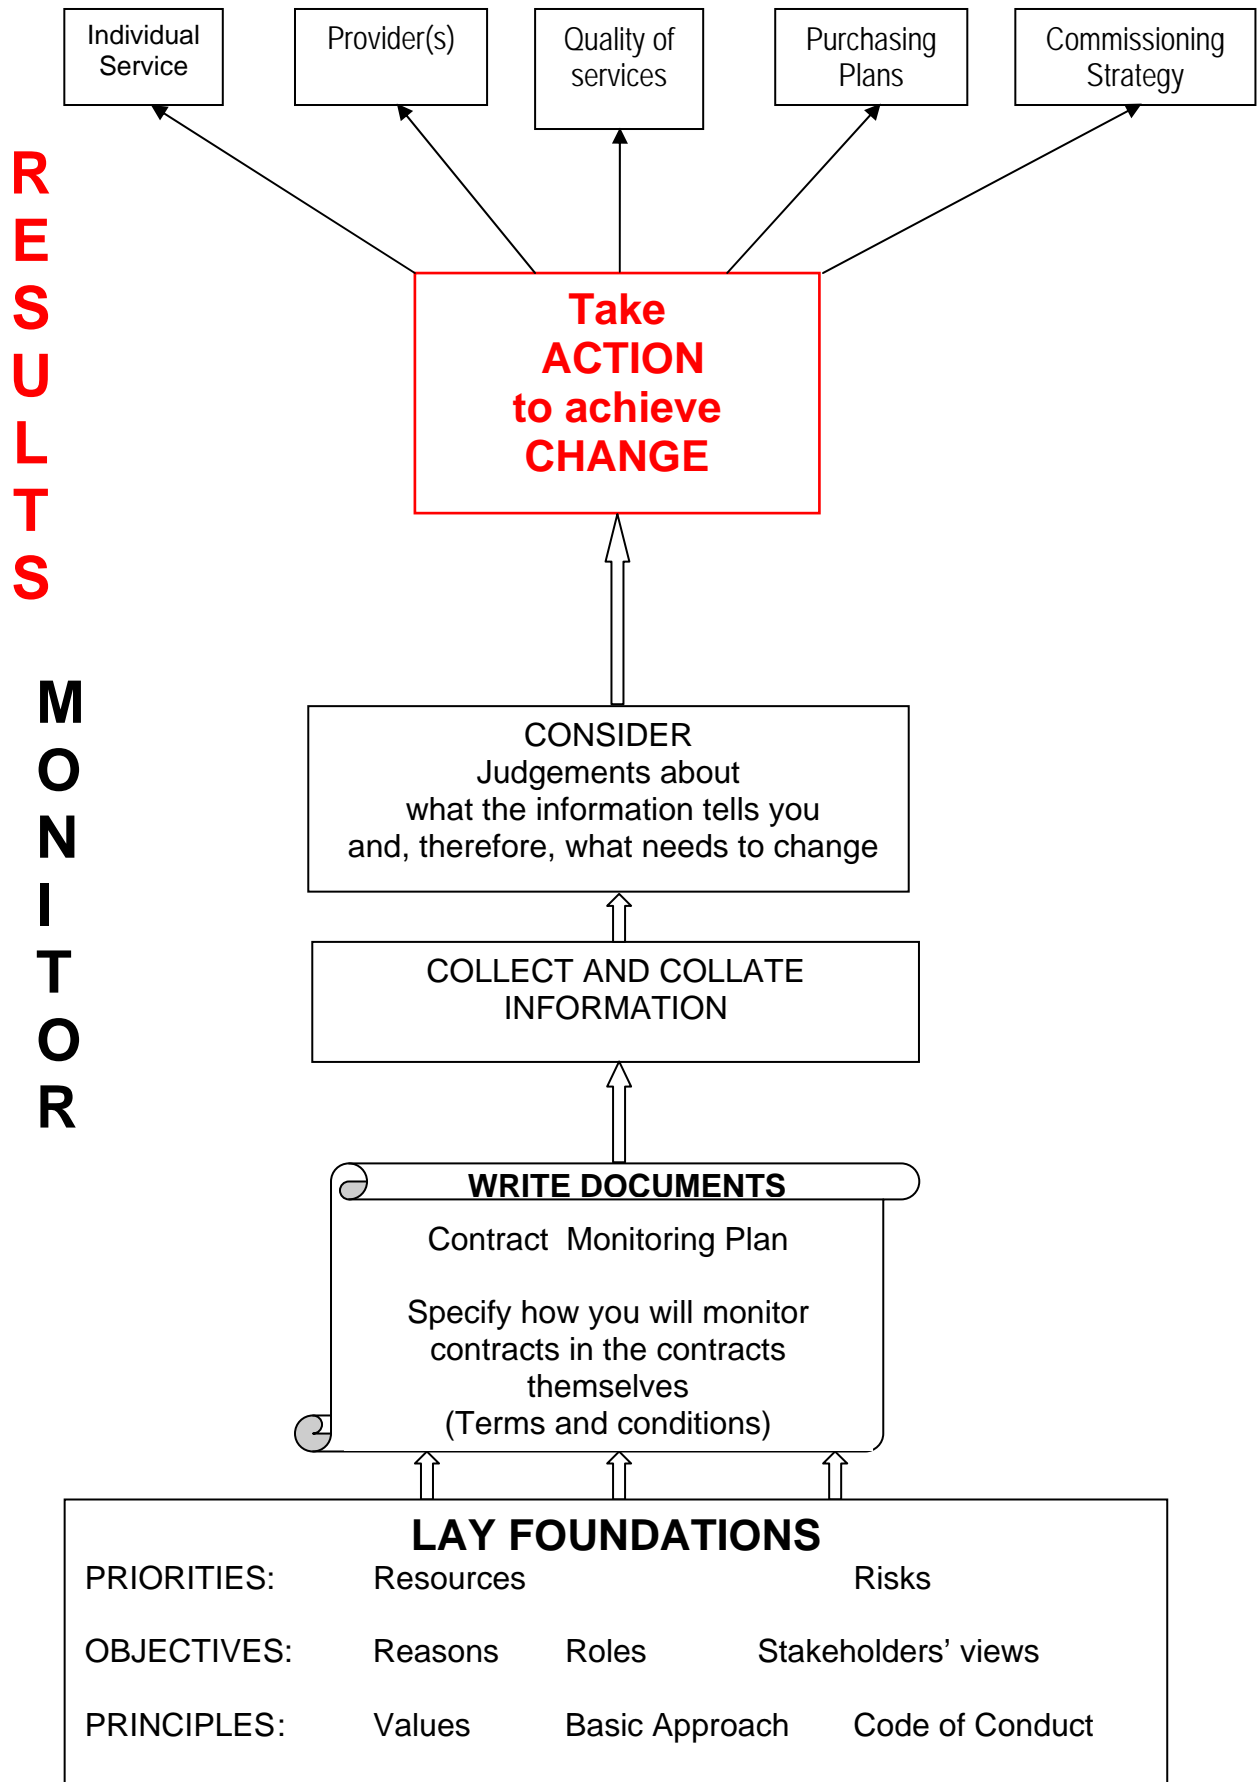 Individual
Service
Provider(s)
Quality of
services
Purchasing
Plans
Commissioning
Strategy
R
E
S
U
L
T
S
Take
ACTION
to achieve
CHANGE
M
O
N
I
T
O
R
CONSIDER
Judgements about
what the information tells you
and, therefore, what needs to change
COLLECT AND COLLATE
INFORMATION
WRITE DOCUMENTS
Contract Monitoring Plan
Specify how you will monitor
contracts in the contracts
themselves
(Terms and conditions)
LAY FOUNDATIONS
PRIORITIES: Resources Risks
OBJECTIVES: Reasons Roles Stakeholders’ views
PRINCIPLES: Values Basic Approach Code of Conduct